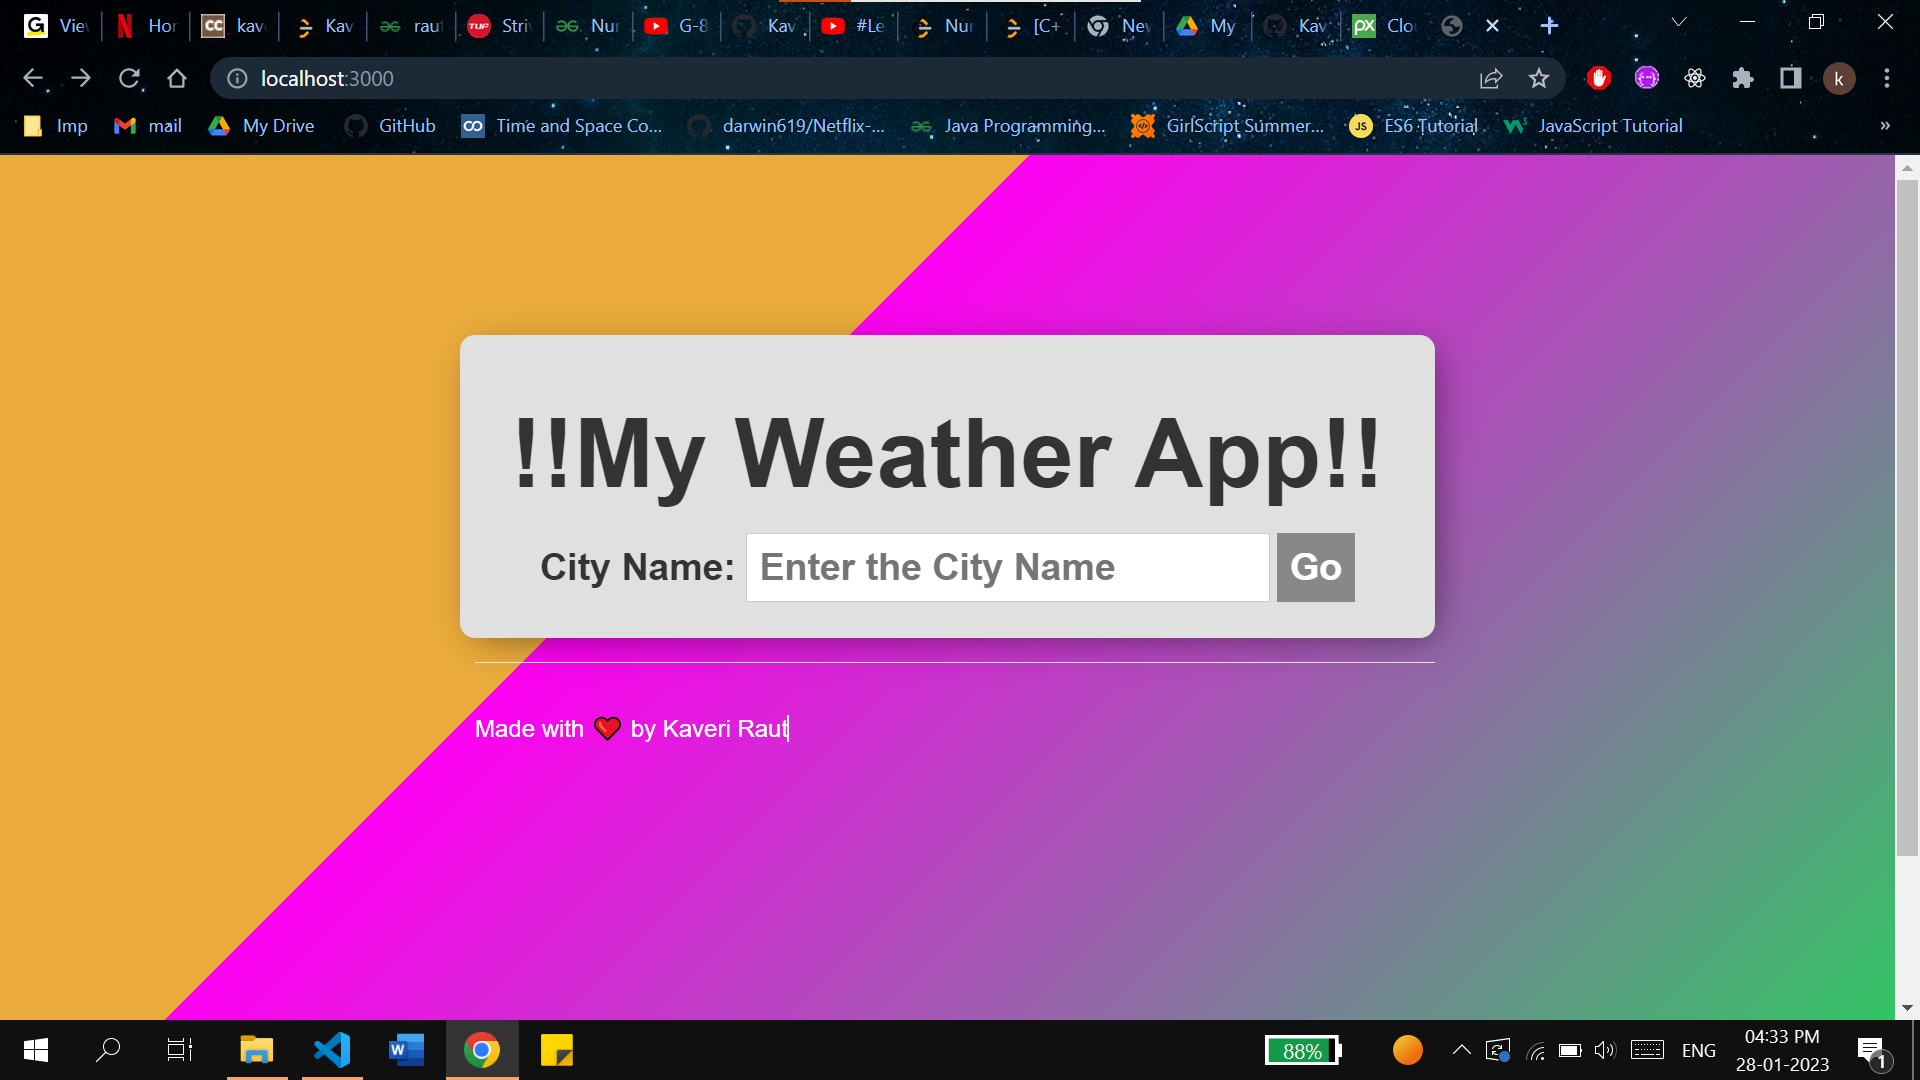 Vie Hor kav Kav rau Striv Nur G-8 Kav #Le Nur [C+ Nev My Kav Clo
localhost:3000
Imp mail My Drive GitHub Time and Space Co... darwin619/Netflix-... Java Programming... GirlScript Summer... ES6 Tutorial JavaScript Tutorial »
!!My Weather App!!
City Name: Enter the City Name Go
Made with ❤ by Kaveri Raut
88% ENG 04:33 PM
28-01-2023 1